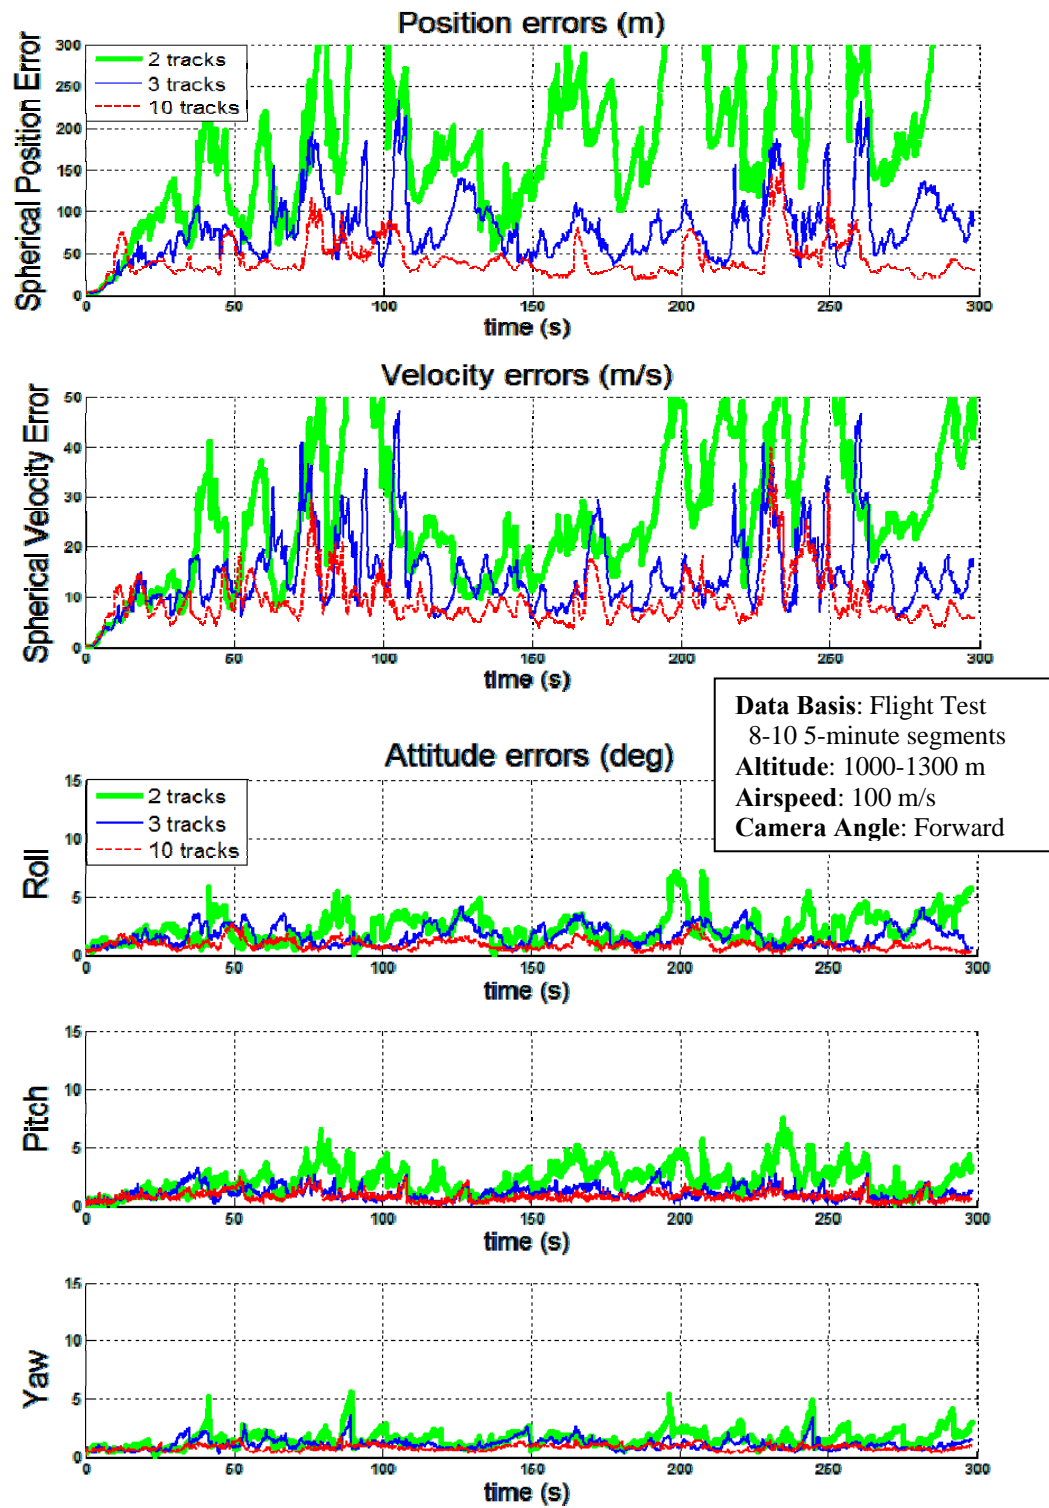 Position errors (m)
Spherical Position Error
300
250
200
150
100
50
0
2 tracks
3 tracks
10 tracks
0 50 100 150 200 250 300
time (s)
Velocity errors (m/s)
Spherical Velocity Error
50
40
30
20
10
0
0 50 100 150 200 250 300
time (s)
Data Basis: Flight Test
8-10 5-minute segments
Altitude: 1000-1300 m
Airspeed: 100 m/s
Camera Angle: Forward
Attitude errors (deg)
Roll
15
10
5
0
2 tracks
3 tracks
10 tracks
0 50 100 150 200 250 300
time (s)
Pitch
15
10
5
0
0 50 100 150 200 250 300
time (s)
Yaw
15
10
5
0
0 50 100 150 200 250 300
time (s)